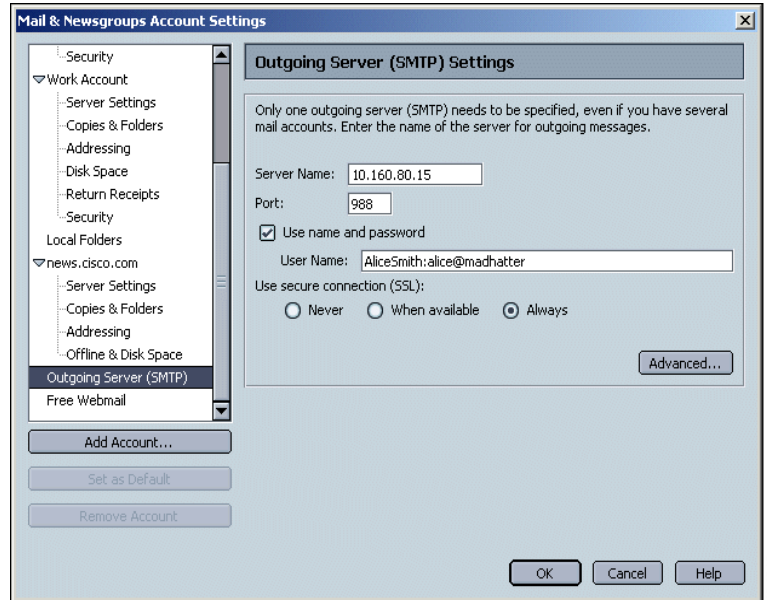 Mail & Newsgroups Account Settings
Security
Work Account
Server Settings
Copies & Folders
Addressing
Disk Space
Return Receipts
Security
Local Folders
news.cisco.com
Server Settings
Copies & Folders
Addressing
Offline & Disk Space
Outgoing Server (SMTP)
Free Webmail
Add Account...
Set as Default
Remove Account
Outgoing Server (SMTP) Settings
Only one outgoing server (SMTP) needs to be specified, even if you have several
mail accounts. Enter the name of the server for outgoing messages.
Server Name: 10.160.80.15
Port: 988
Use name and password
User Name: AliceSmith:alice@madhatter
Use secure connection (SSL):
Never When available Always
Advanced...
OK Cancel Help